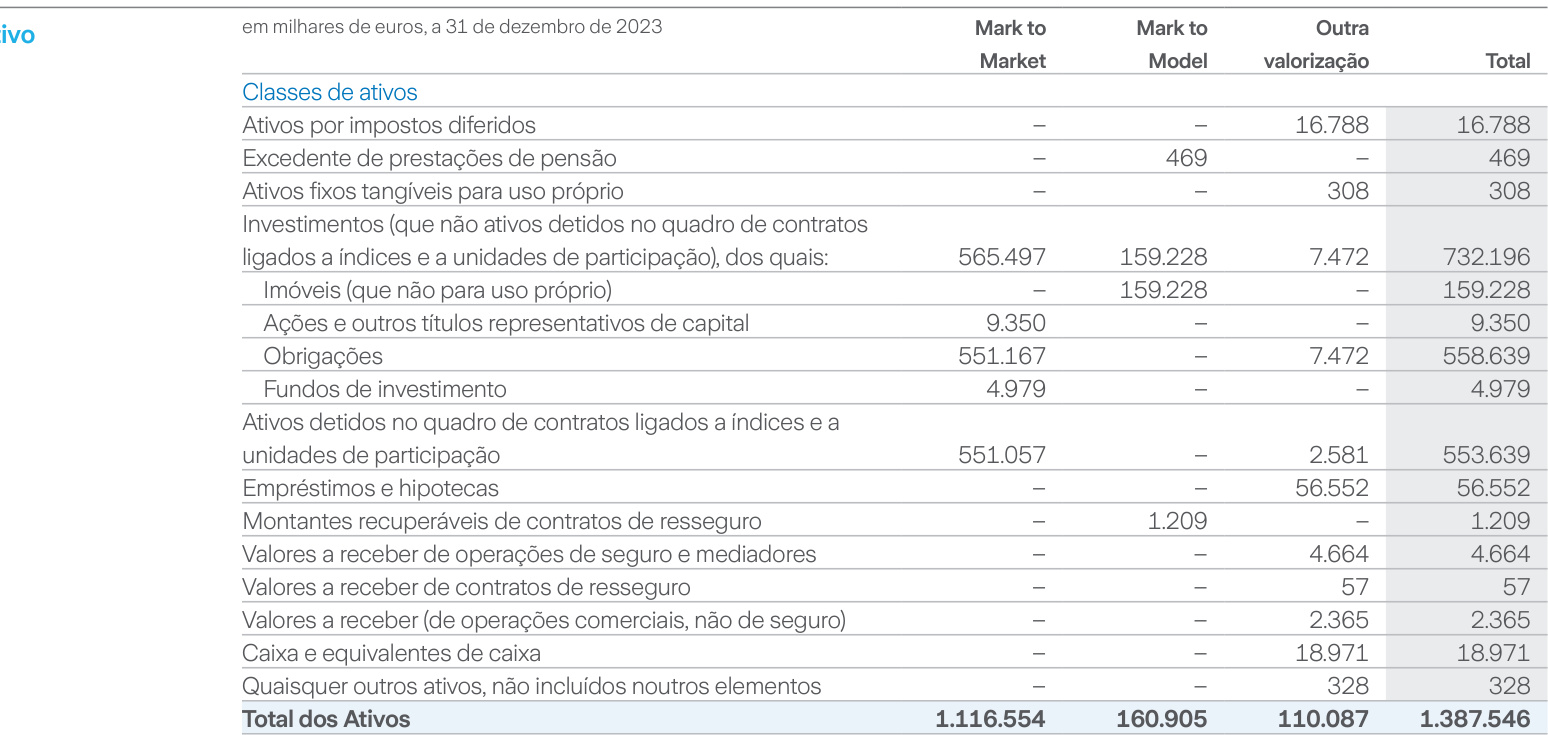 tivo
em milhares de euros, a 31 de dezembro de 2023 Mark to Mark to Outra
Market Model valorização Total
Classes de ativos
Ativos por impostos diferidos – – 16.788 16.788
Excedente de prestações de pensão – 469 – 469
Ativos fixos tangíveis para uso próprio – – 308 308
Investimentos (que não ativos detidos no quadro de contratos
ligados a índices e a unidades de participação), dos quais: 565.497 159.228 7.472 732.196
Imóveis (que não para uso próprio) – 159.228 – 159.228
Ações e outros títulos representativos de capital 9.350 – – 9.350
Obrigações 551.167 – 7.472 558.639
Fundos de investimento 4.979 – – 4.979
Ativos detidos no quadro de contratos ligados a índices e a
unidades de participação 551.057 – 2.581 553.639
Empréstimos e hipotecas – – 56.552 56.552
Montantes recuperáveis de contratos de resseguro – 1.209 – 1.209
Valores a receber de operações de seguro e mediadores – – 4.664 4.664
Valores a receber de contratos de resseguro – – 57 57
Valores a receber (de operações comerciais, não de seguro) – – 2.365 2.365
Caixa e equivalentes de caixa – – 18.971 18.971
Quaisquer outros ativos, não incluídos noutros elementos – – 328 328
Total dos Ativos 1.116.554 160.905 110.087 1.387.546